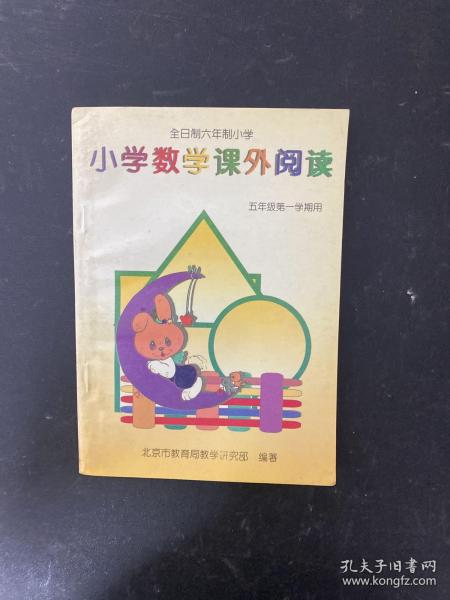 全日制六年制小学
小学数学课外阅读
五年级第一学期用
北京市教育局教学研究部 编著
孔夫子旧书网
www.kongfz.com